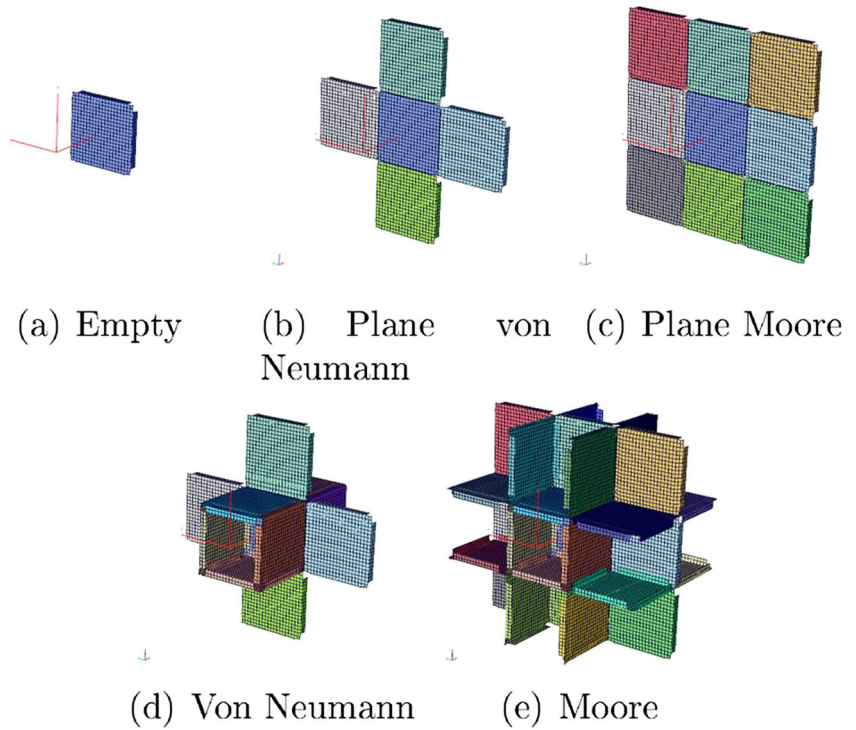 (a) Empty
(b) Plane von
Neumann
(c) Plane Moore
(d) Von Neumann
(e) Moore